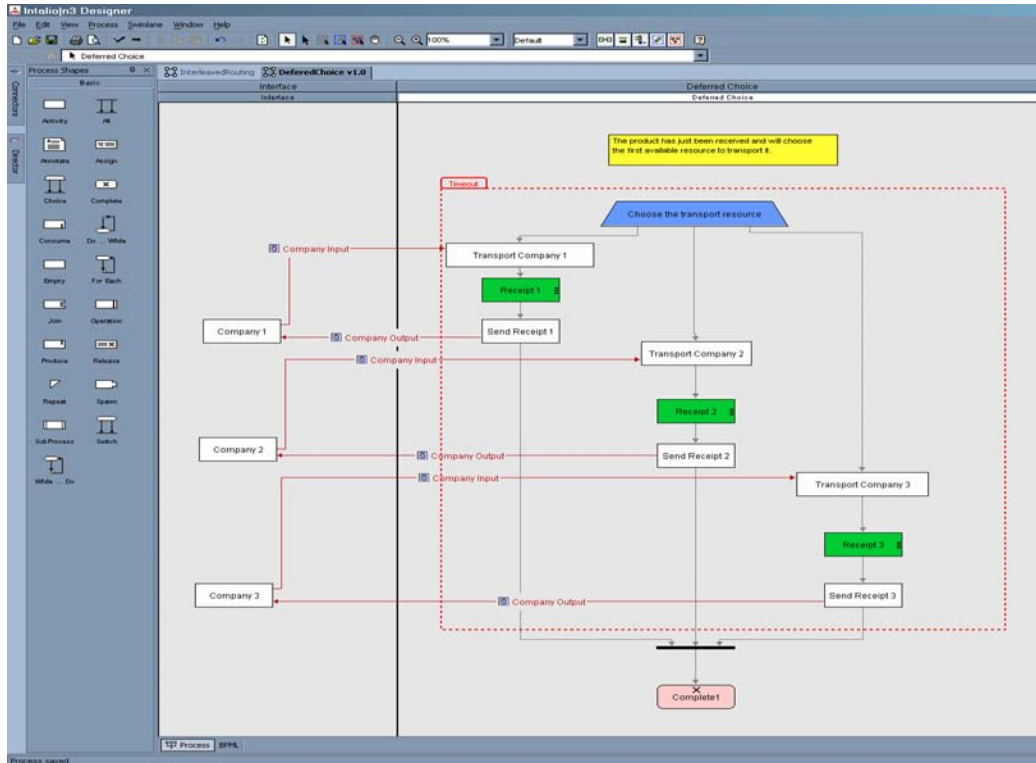 Intalio|n3 Designer
File Edit View Process Swimlane Window Help
100% Default
Deferred Choice
Process Shapes
Basic
Connectors
Director
Activity All
Annotate Assign
Choice Complete
Consume Do ... While
Empty For Each
Join Operation
Produce Release
Repeat Spawn
SubProcess Switch
While ... Do
InterleavedRouting DeferedChoice v1.0
Interface Deferred Choice
Interface Deferred Choice
The product has just been received and will choose
the first available resource to transport it.
Timeout
Choose the transport resource
Company Input
Transport Company 1
Receipt 1
Company 1
Company Output
Send Receipt 1
Company Input
Transport Company 2
Receipt 2
Company 2
Company Output
Send Receipt 2
Company Input
Transport Company 3
Receipt 3
Company 3
Company Output
Send Receipt 3
Complete1
Process BPML
Process saved